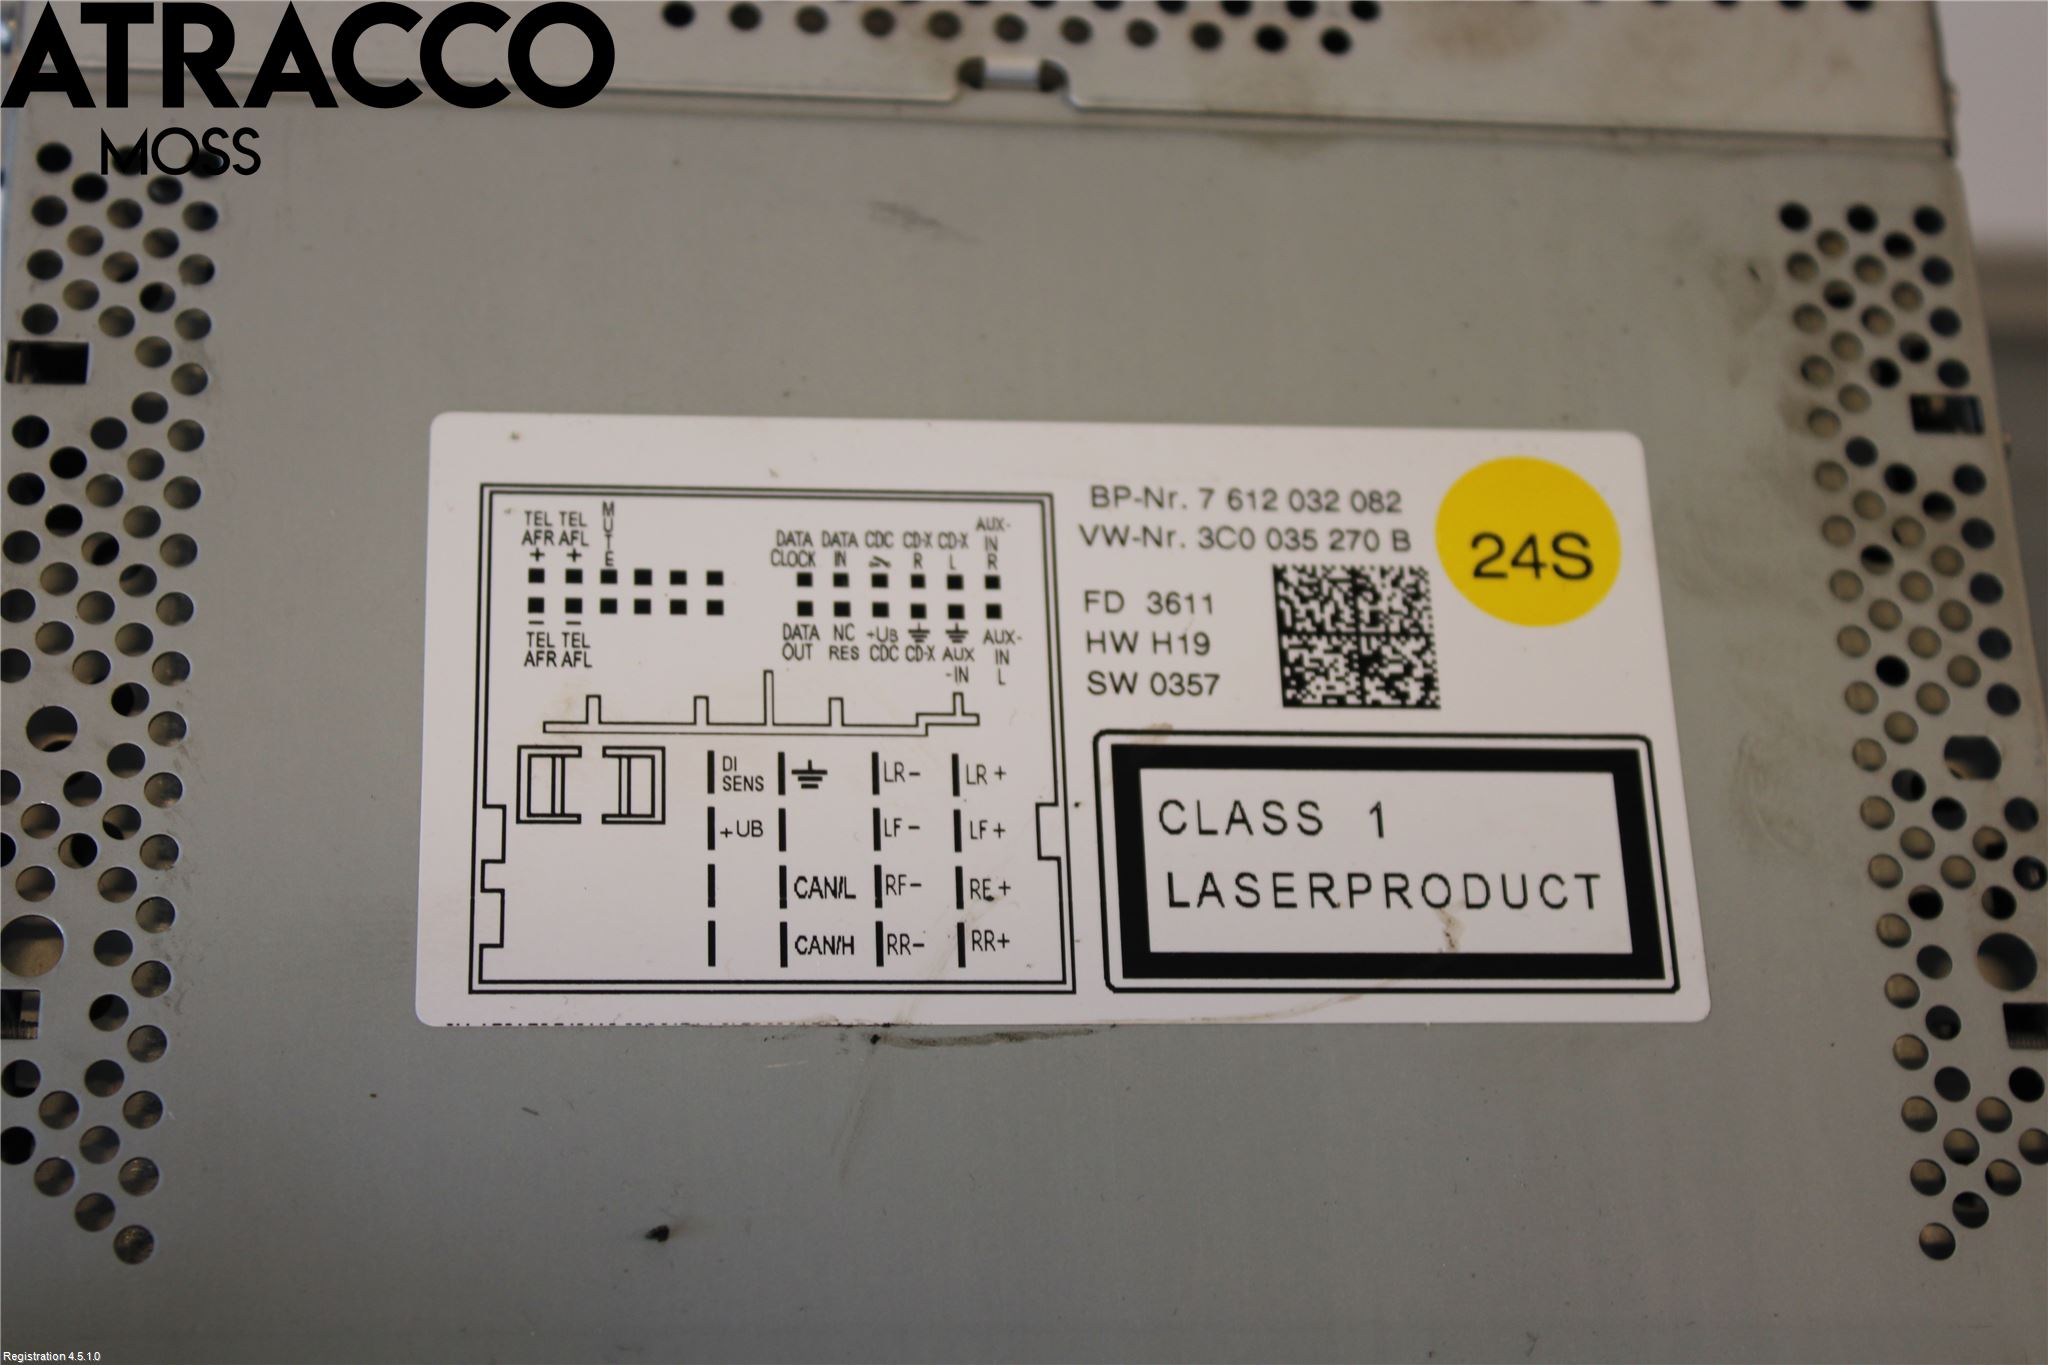 ATRACCO
MOSS
BP-Nr. 7 612 032 082
VW-Nr. 3C0 035 270 B
24S
FD 3611
HW H19
SW 0357
CLASS 1
LASERPRODUCT
TEL TEL MUTE
AFR AFL
+ +
DATA DATA CDC CD-X CD-X AUX-
CLOCK IN R L IN
R
- -
TEL TEL
AFR AFL
DATA NC +UB AUX-
OUT RES CDC CD-X AUX IN
-IN L
DI LR- LR+
SENS
+UB LF- LF+
CAN/L RF- RE+
CAN/H RR- RR+
Registration 4.5.1.0